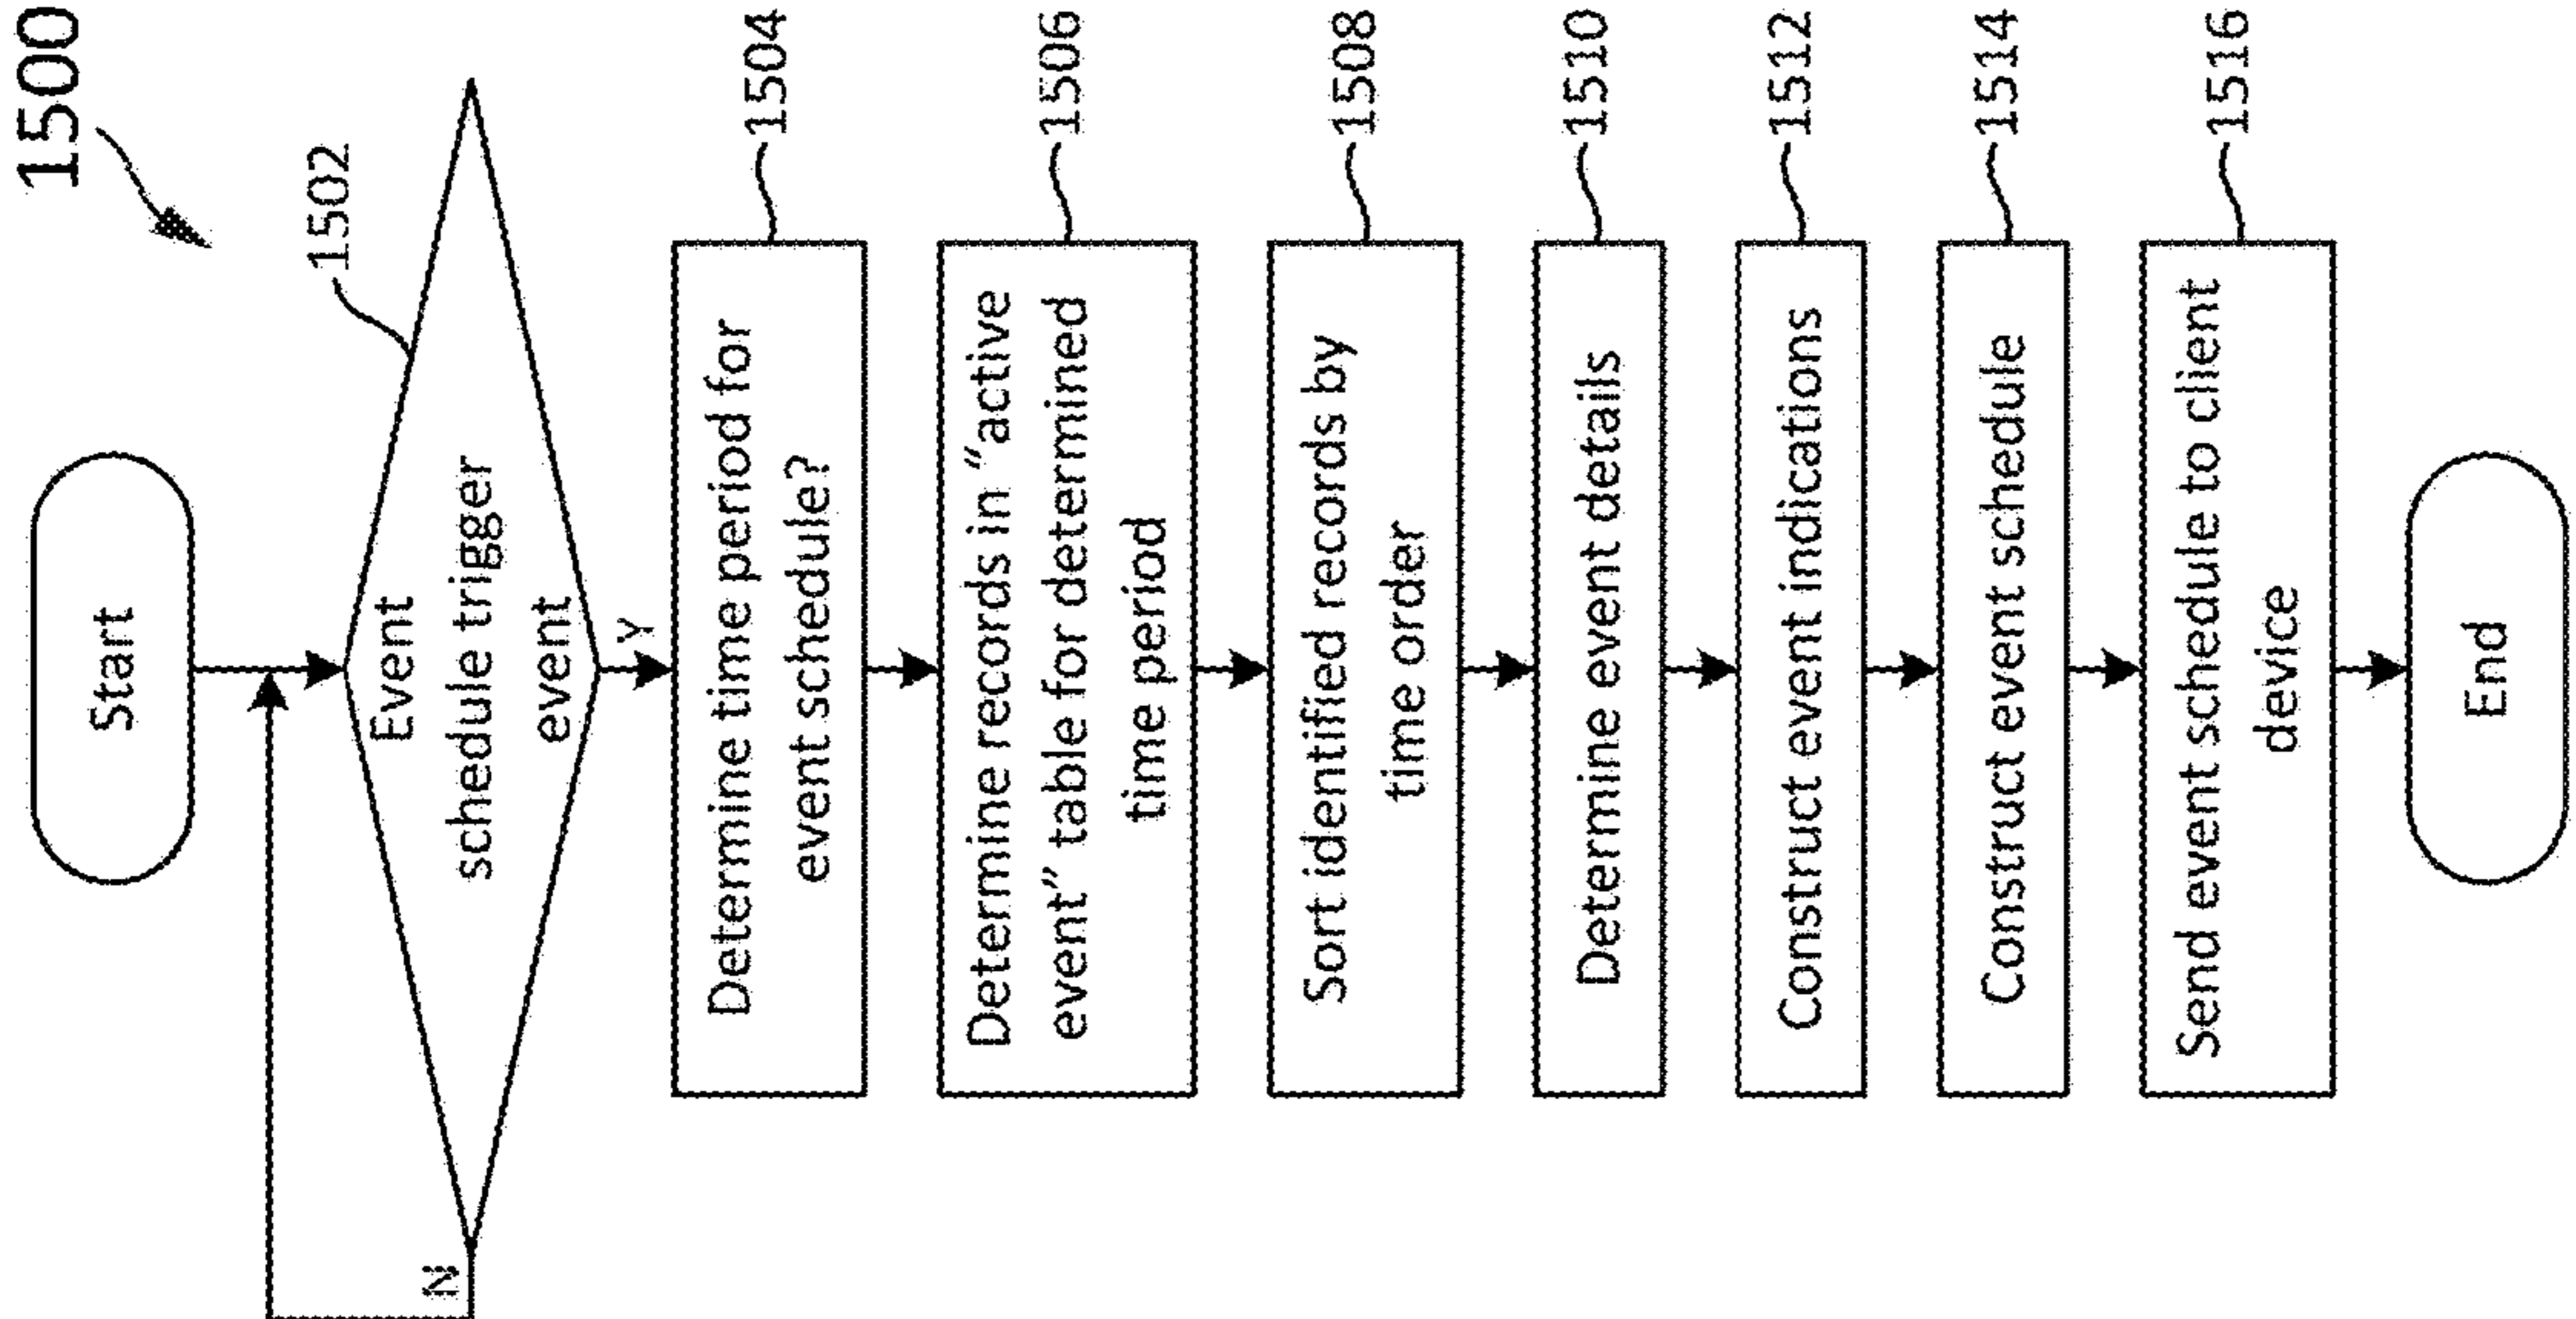 1500
Start
1502
Event
schedule trigger
event
N
Y
Determine time period for
event schedule?
1504
Determine records in “active
event” table for determined
time period
1506
Sort identified records by
time order
1508
Determine event details
1510
Construct event indications
1512
Construct event schedule
1514
Send event schedule to client
device
1516
End